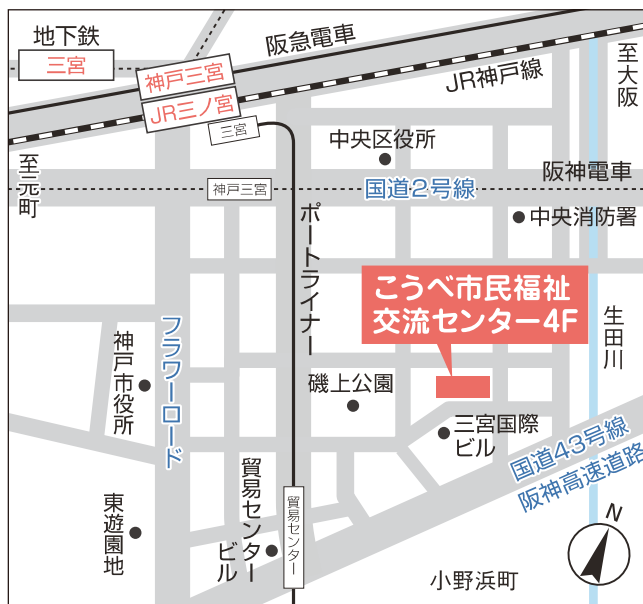 地下鉄
三宮
神戸三宮
JR三ノ宮
三宮
阪急電車
JR神戸線
至大阪
至元町
中央区役所
阪神電車
神戸三宮
国道2号線
中央消防署
ポートライナー
こうべ市民福祉
交流センター4F
生田川
フラワーロード
神戸市役所
磯上公園
三宮国際
ビル
国道43号線
阪神高速道路
東遊園地
貿易センター
ビル
貿易センター
小野浜町
N